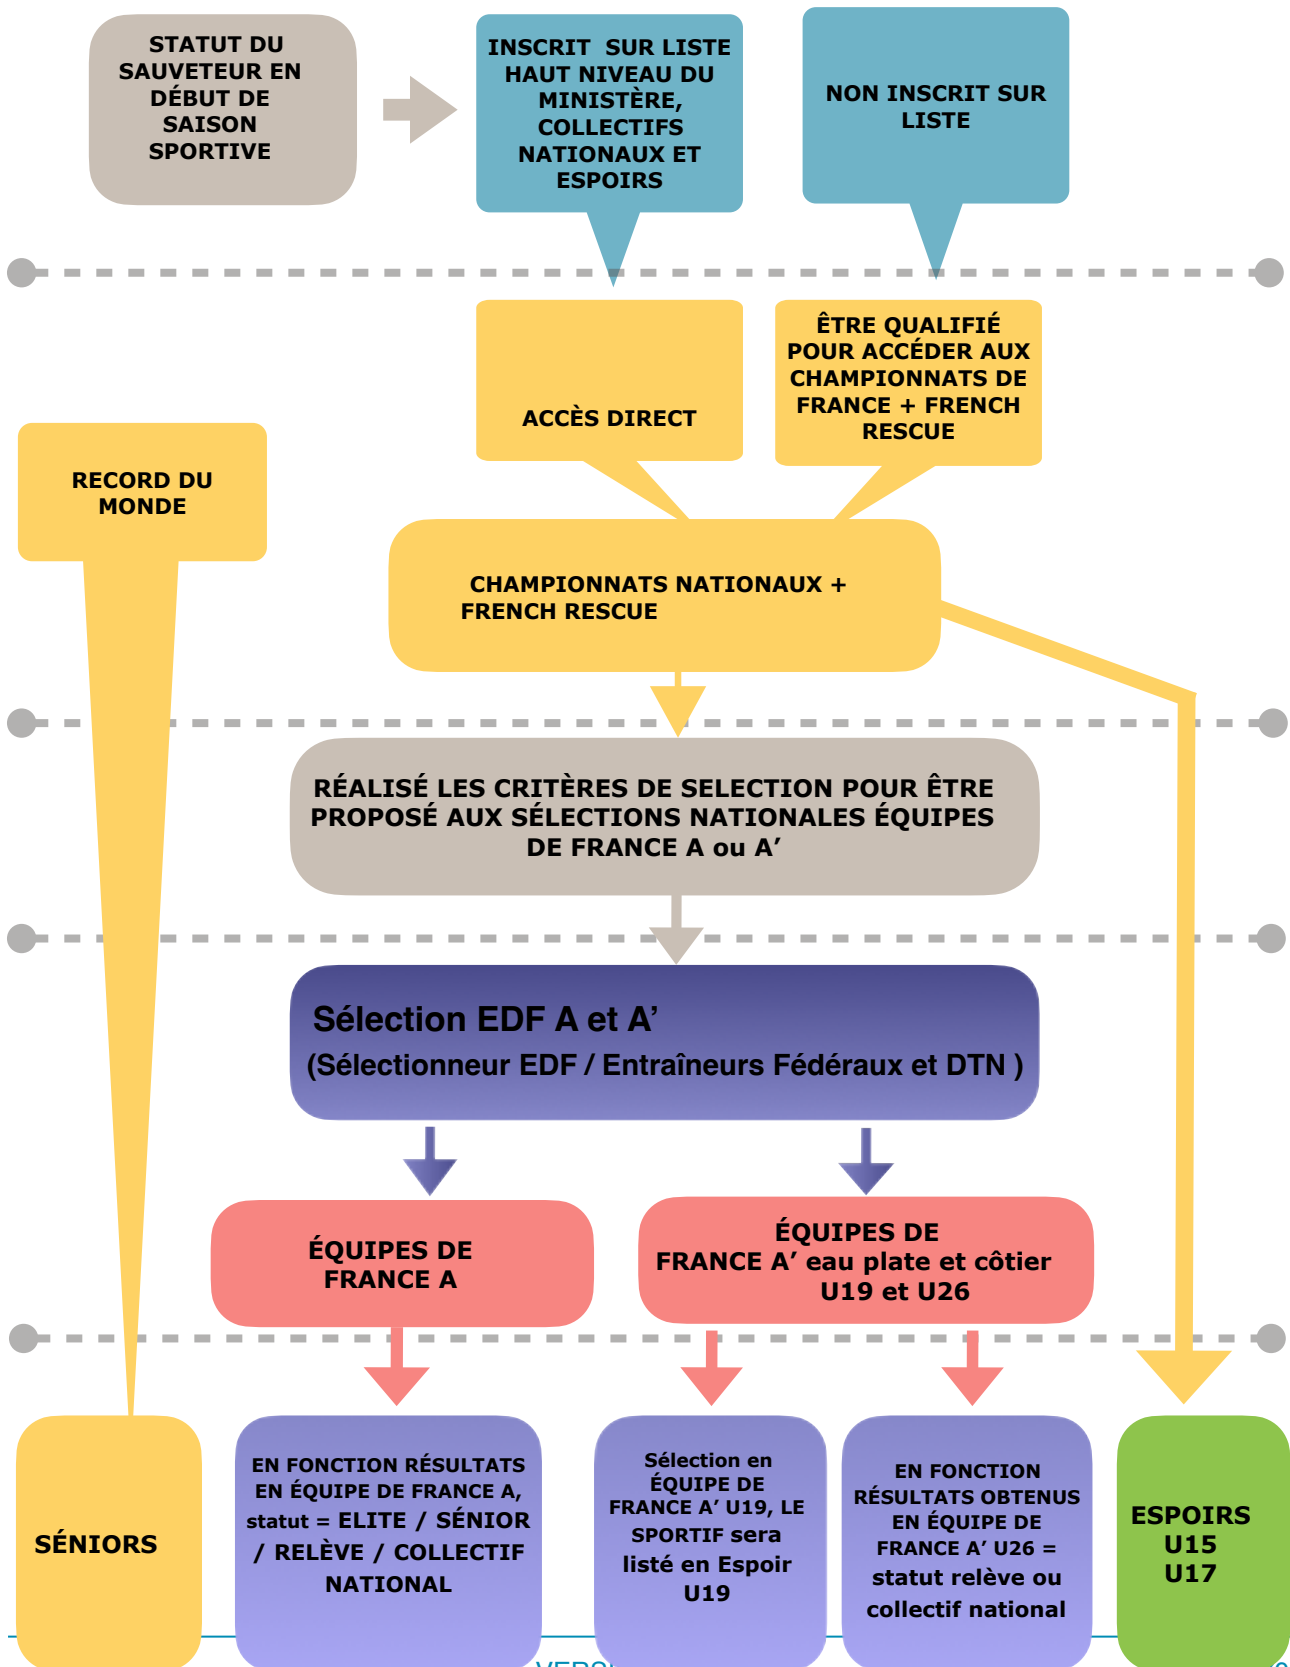 STATUT DU
SAUVETEUR EN
DÉBUT DE
SAISON
SPORTIVE
INSCRIT SUR LISTE
HAUT NIVEAU DU
MINISTÈRE,
COLLECTIFS
NATIONAUX ET
ESPOIRS
NON INSCRIT SUR
LISTE
ACCÈS DIRECT
ÊTRE QUALIFIÉ
POUR ACCÉDER AUX
CHAMPIONNATS DE
FRANCE + FRENCH
RESCUE
RECORD DU
MONDE
CHAMPIONNATS NATIONAUX +
FRENCH RESCUE
RÉALISÉ LES CRITÈRES DE SELECTION POUR ÊTRE
PROPOSÉ AUX SÉLECTIONS NATIONALES ÉQUIPES
DE FRANCE A ou A’
Sélection EDF A et A’
(Sélectionneur EDF / Entraîneurs Fédéraux et DTN )
ÉQUIPES DE
FRANCE A
ÉQUIPES DE
FRANCE A’ eau plate et côtier
U19 et U26
SÉNIORS
EN FONCTION RÉSULTATS
EN ÉQUIPE DE FRANCE A,
statut = ELITE / SÉNIOR
/ RELÈVE / COLLECTIF
NATIONAL
Sélection en
ÉQUIPE DE
FRANCE A’ U19, LE
SPORTIF sera
listé en Espoir
U19
EN FONCTION
RÉSULTATS OBTENUS
EN ÉQUIPE DE
FRANCE A’ U26 =
statut relève ou
collectif national
ESPOIRS
U15
U17